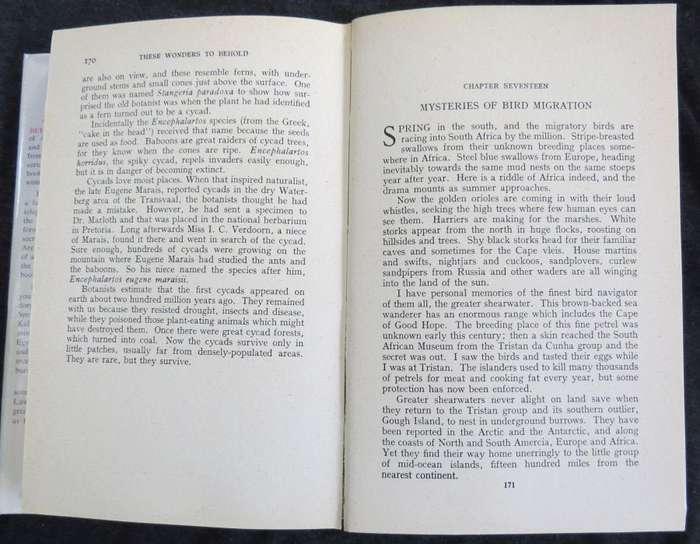 170
THESE WONDERS TO BEHOLD
are also on view, and these resemble ferns, with under-
ground stems and small cones just above the surface. One
of them was named Stangeria paradoxa to show how sur-
prised the old botanist was when the plant he had identified
as a fern turned out to be a cycad.
Incidentally the Encephalartos species (from the Greek,
"cake in the head") received that name because the seeds
are used as food. Baboons are great raiders of cycad trees,
for they know when the cones are ripe. Encephalartos
horridus, the spiky cycad, repels invaders easily enough,
but it is in danger of becoming extinct.
Cycads love moist places. When that inspired naturalist,
the late Eugene Marais, reported cycads in the dry Water-
berg area of the Transvaal, the botanists thought he had
made a mistake. However, he had sent a specimen to
Dr. Marloth and that was placed in the national herbarium
in Pretoria. Long afterwards Miss I. C. Verdoorn, a niece
of Marais, found it there and went in search of the cycad.
Sure enough, hundreds of cycads were growing on the
mountain where Eugene Marais had studied the ants and
the baboons. So his niece named the species after him,
Encephalartos eugene maraisii.
Botanists estimate that the first cycads appeared on
earth about two hundred million years ago. They remained
with us because they resisted drought, insects and disease,
while they poisoned those plant-eating animals which might
have destroyed them. Once there were great cycad forests,
which turned into coal. Now the cycads survive only in
little patches, usually far from densely-populated areas.
They are rare, but they survive.
CHAPTER SEVENTEEN
MYSTERIES OF BIRD MIGRATION
SPRING in the south, and the migratory birds are
racing into South Africa by the millions. Stripe-breasted
swallows from their unknown breeding places some-
where in Africa. Steel blue swallows from Europe, heading
inevitably towards the same mud nests on the same stoeps
year after year. Here is a riddle of Africa indeed, and the
drama mounts as summer approaches.
Now the golden orioles are coming in with their loud
whistles, seeking the high trees where few human eyes can
see them. Harriers are making for the marshes. White
storks appear from the north in huge flocks, roosting on
hillsides and trees. Shy black storks head for their familiar
caves and sometimes for the Cape vleis. House martins
and swifts, nightjars and cuckoos, sandplovers, curlew
sandpipers from Russia and other waders are all winging
into the land of the sun.
I have personal memories of the finest bird navigator
of them all, the greater shearwater. This brown-backed sea
wanderer has an enormous range which includes the Cape
of Good Hope. The breeding place of this fine petrel was
unknown early this century; then a skin reached the South
African Museum from the Tristan da Cunha group and the
secret was out. I saw the birds and tasted their eggs while
I was at Tristan. The islanders used to kill many thousands
of petrels for meat and cooking fat every year, but some
protection has now been enforced.
Greater shearwaters never alight on land save when
they return to the Tristan group and its southern outlier,
Gough Island, to nest in underground burrows. They have
been reported in the Arctic and the Antarctic, and along
the coasts of North and South Amercia, Europe and Africa.
Yet they find their way home unerringly to the little group
of mid-ocean islands, fifteen hundred miles from the
nearest continent.
171